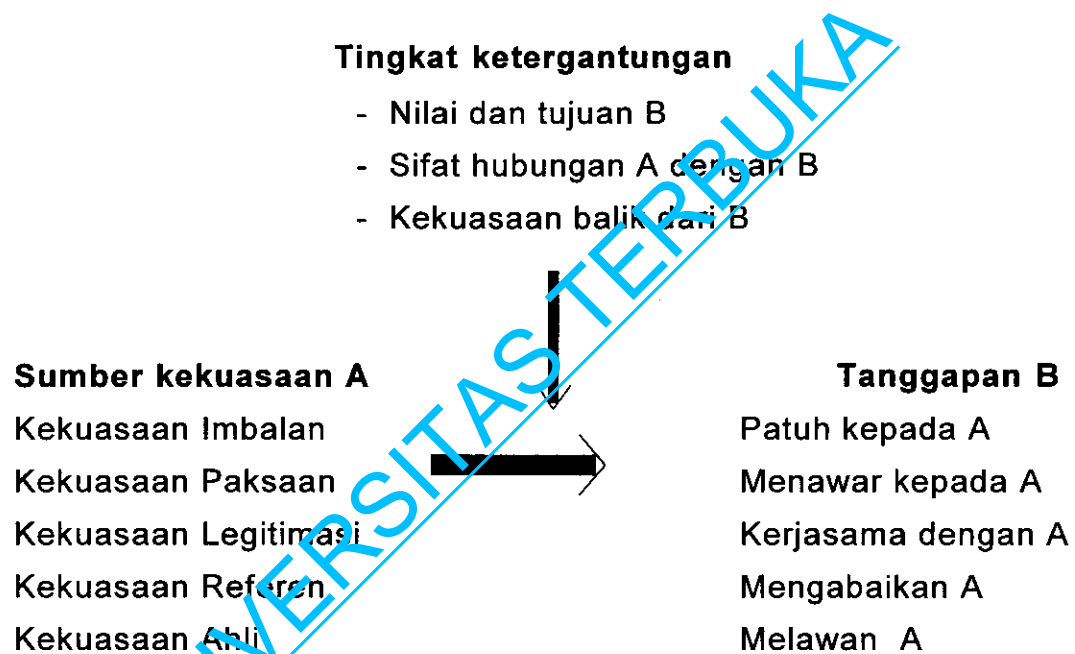 Tingkat ketergantungan
- Nilai dan tujuan B
- Sifat hubungan A dengan B
- Kekuasaan balik dari B
Sumber kekuasaan A
Kekuasaan Imbalan
Kekuasaan Paksaan
Kekuasaan Legitimasi
Kekuasaan Referen
Kekuasaan Ahli
Tanggapan B
Patuh kepada A
Menawar kepada A
Kerjasama dengan A
Mengabaikan A
Melawan A
VERSITAS TERBUKA